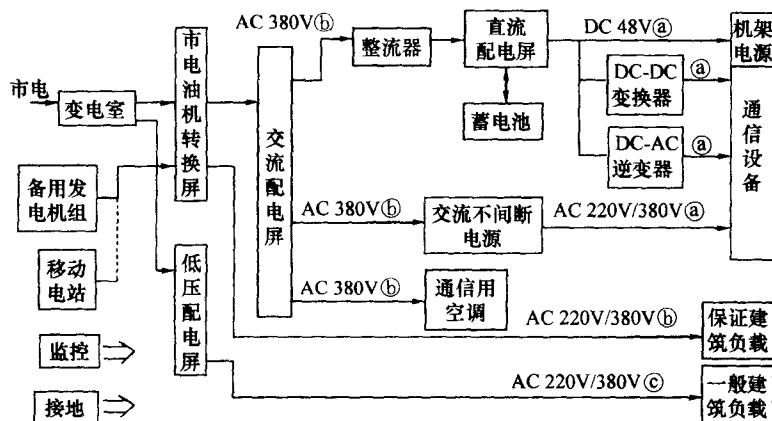 市电
变电室
备用发
电机组
移动
电站
监控
接地
市电油机转换屏
低压配电屏
交流配电屏
AC 380Vⓑ
整流器
直流
配电屏
蓄电池
DC 48Vⓐ
DC-DC
变换器
ⓐ
DC-AC
逆变器
ⓐ
机架
电源
通信设备
AC 380Vⓑ
交流不间断
电源
AC 220V/380Vⓐ
AC 380Vⓑ
通信用
空调
AC 220V/380Vⓑ
保证建
筑负载
AC 220V/380Vⓒ
一般建
筑负载